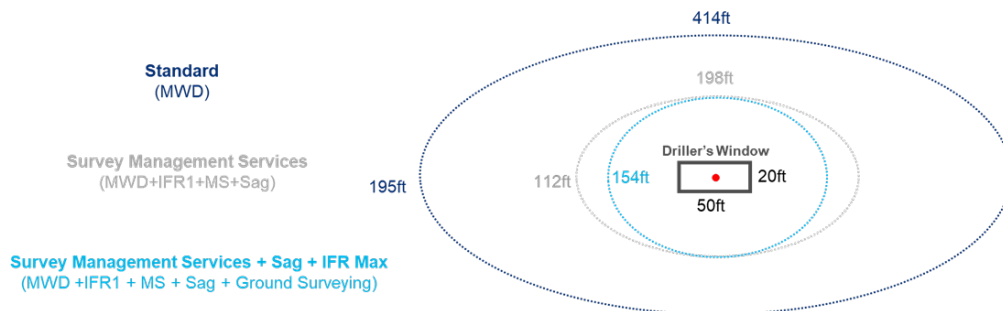 414ft
Standard
(MWD)
198ft
Driller's Window
Survey Management Services
(MWD+IFR1+MS+Sag)
195ft
112ft
154ft
20ft
50ft
Survey Management Services + Sag + IFR Max
(MWD +IFR1 + MS + Sag + Ground Surveying)